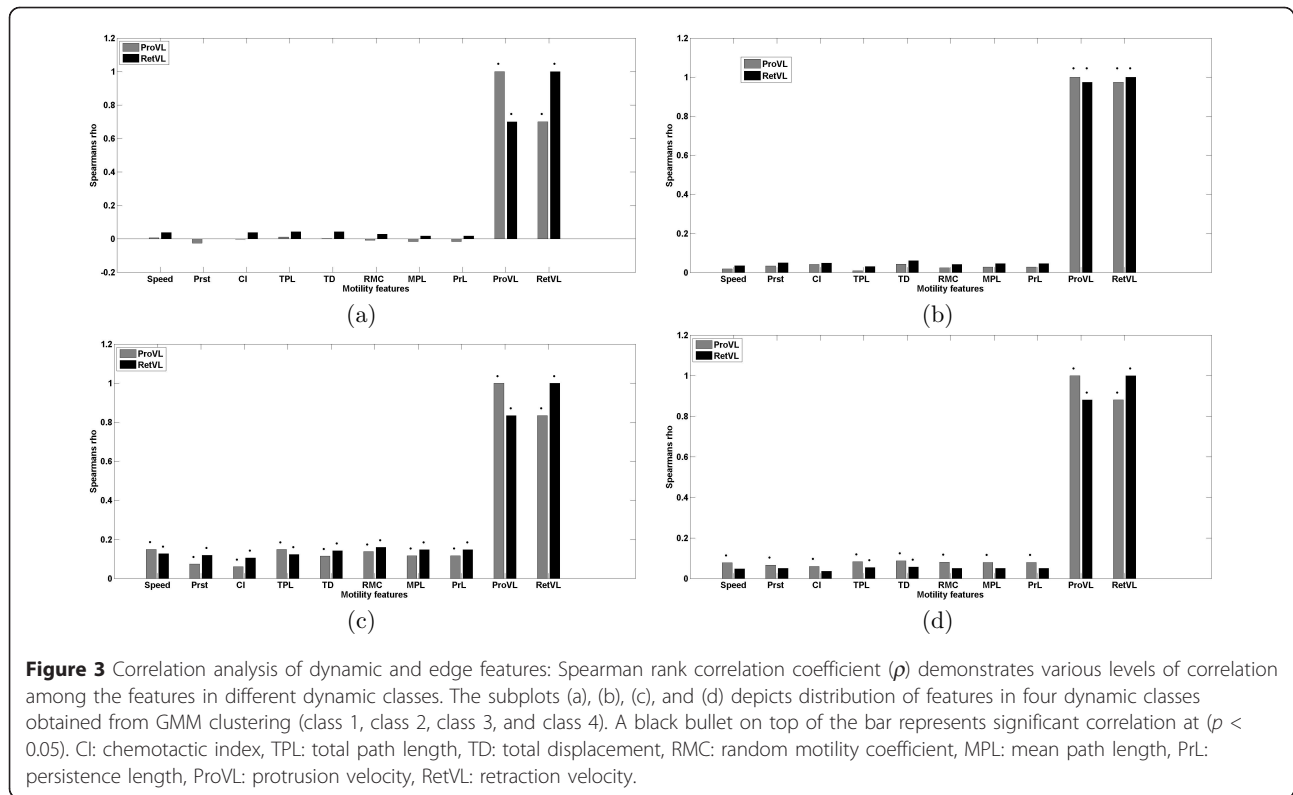 1.2
1
0.8
0.6
0.4
0.2
0
-0.2
Spearmans rho
ProVL
RetVL
Speed Prst CI TPL TD RMC MPL PrL ProVL RetVL
Motility features
(a)
1.2
1
0.8
0.6
0.4
0.2
0
Spearmans rho
ProVL
RetVL
Speed Prst CI TPL TD RMC MPL PrL ProVL RetVL
Motility features
(b)
1.2
1
0.8
0.6
0.4
0.2
0
Spearmans rho
ProVL
RetVL
Speed Prst CI TPL TD RMC MPL PrL ProVL RetVL
Motility features
(c)
1.2
1
0.8
0.6
0.4
0.2
0
Spearmans rho
ProVL
RetVL
Speed Prst CI TPL TD RMC MPL PrL ProVL RetVL
Motility features
(d)
Figure 3 Correlation analysis of dynamic and edge features: Spearman rank correlation coefficient (ρ) demonstrates various levels of correlation
among the features in different dynamic classes. The subplots (a), (b), (c), and (d) depicts distribution of features in four dynamic classes
obtained from GMM clustering (class 1, class 2, class 3, and class 4). A black bullet on top of the bar represents significant correlation at (p <
0.05). CI: chemotactic index, TPL: total path length, TD: total displacement, RMC: random motility coefficient, MPL: mean path length, PrL:
persistence length, ProVL: protrusion velocity, RetVL: retraction velocity.